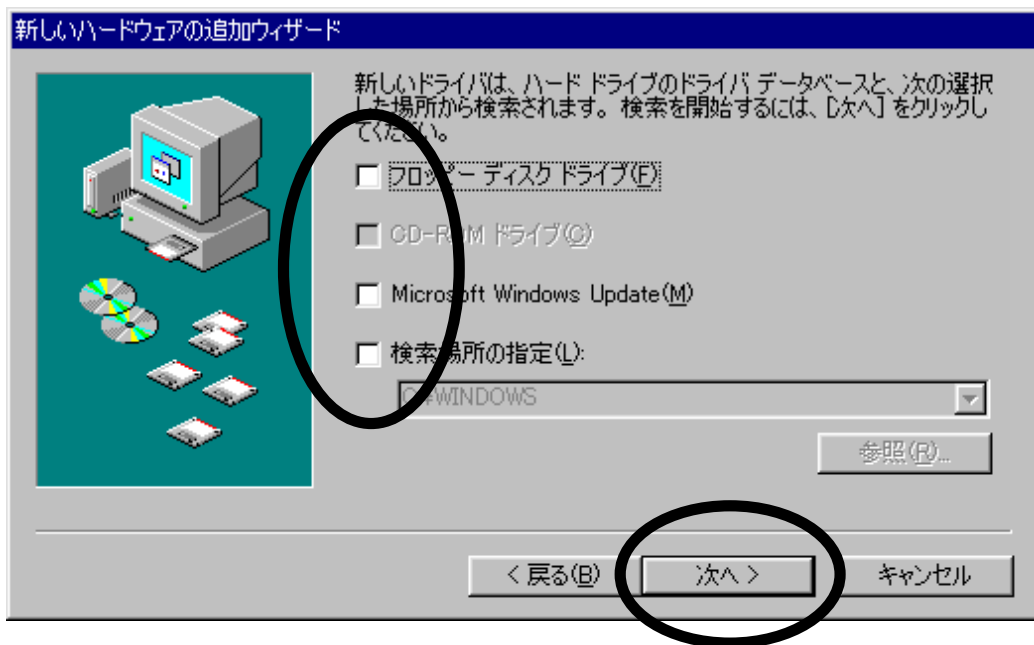 新しいハードウェアの追加ウィザード
新しいドライバは、ハード ドライブのドライバ データベースと、次の選択
した場所から検索されます。 検索を開始するには、[次へ] をクリックし
てください。
フロッピー ディスク ドライブ(F)
CD-ROM ドライブ(C)
Microsoft Windows Update(M)
検索場所の指定(L):
C:¥WINDOWS
参照(R)...
< 戻る(B)
次へ >
キャンセル